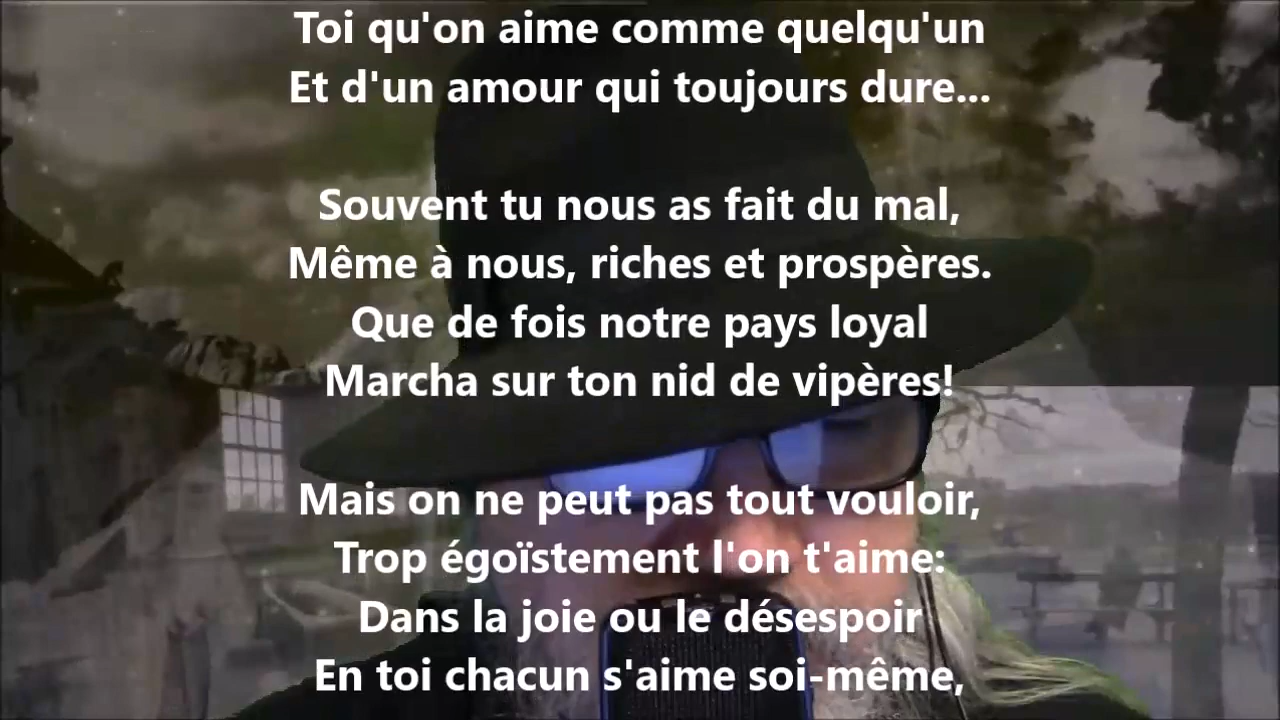 Toi qu'on aime comme quelqu'un
Et d'un amour qui toujours dure...
Souvent tu nous as fait du mal,
Même à nous, riches et prospères.
Que de fois notre pays loyal
Marcha sur ton nid de vipères!
Mais on ne peut pas tout vouloir,
Trop égoïstement l'on t'aime:
Dans la joie ou le désespoir
En toi chacun s'aime soi-même,